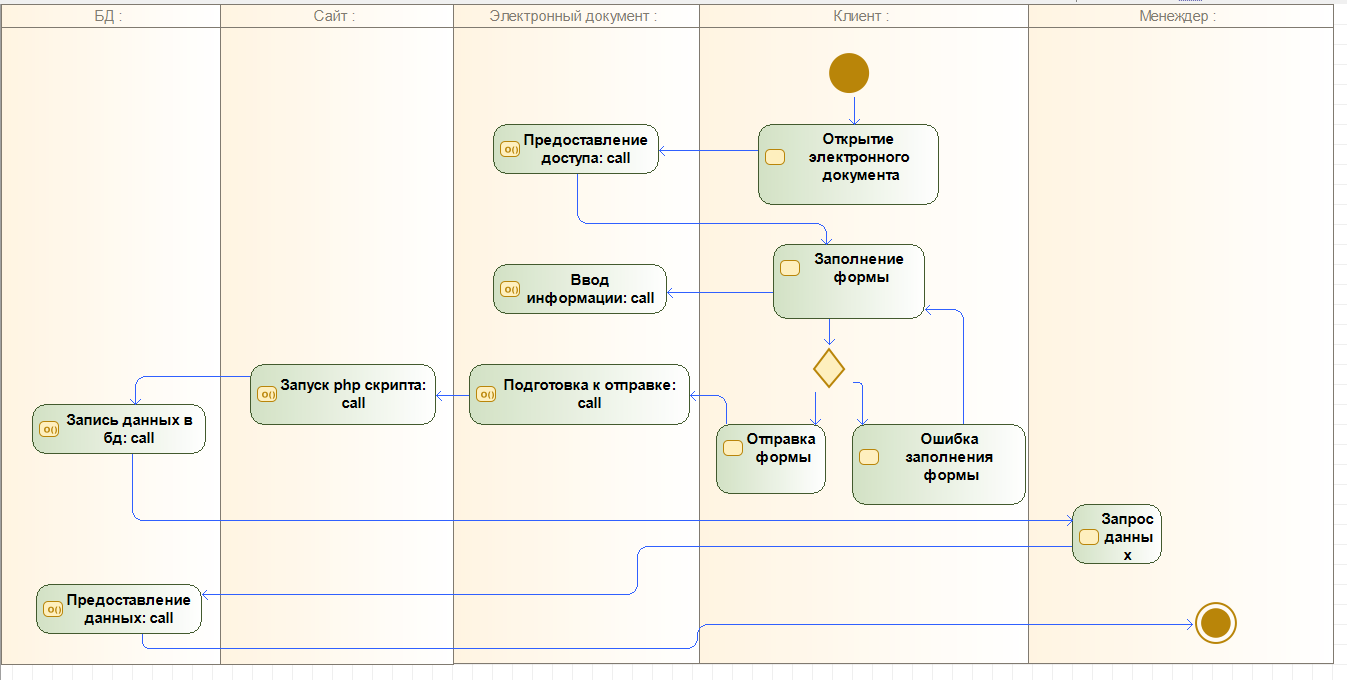 БД :
Сайт :
Электронный документ :
Клиент :
Менеждер :
Предоставление
доступа: call
Открытие
электронного
документа
Ввод
информации: call
Заполнение
формы
Запись данных в
бд: call
Запуск php скрипта:
call
Подготовка к отправке:
call
Отправка
формы
Ошибка
заполнения
формы
Запрос
данны
х
Предоставление
данных: call